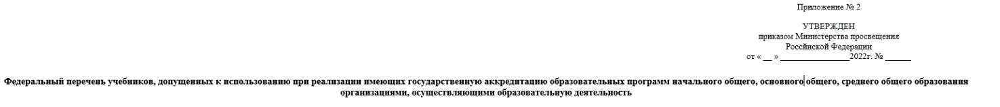 Приложение № 2
УТВЕРЖДЕН
приказом Министерства просвещения
Российской Федерации
от « __ » ________________2022г. № ______
Федеральный перечень учебников, допущенных к использованию при реализации имеющих государственную аккредитацию образовательных программ начального общего, основного общего, среднего общего образования
организациями, осуществляющими образовательную деятельность